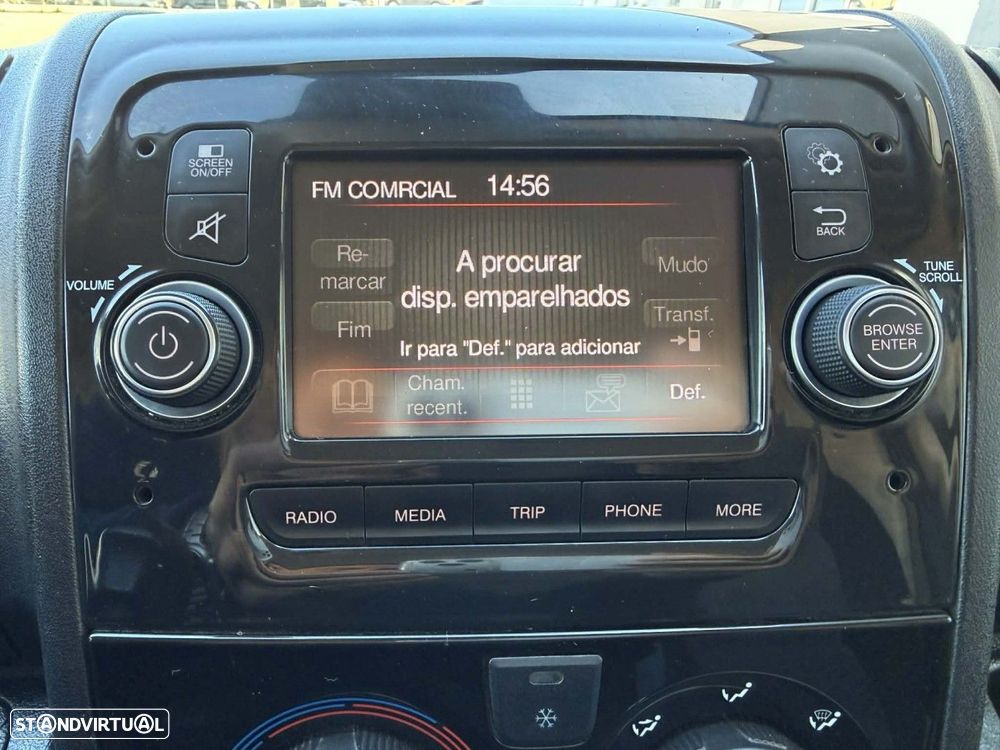 SCREEN
ON/OFF
FM COMRCIAL 14:56
BACK
VOLUME
TUNE
SCROLL
Re-
marcar
A procurar
disp. emparelhados
Mudo
Fim
Transf.
Ir para "Def." para adicionar
BROWSE
ENTER
Cham.
recent.
Def.
RADIO MEDIA TRIP PHONE MORE
STANDVIRTUAL